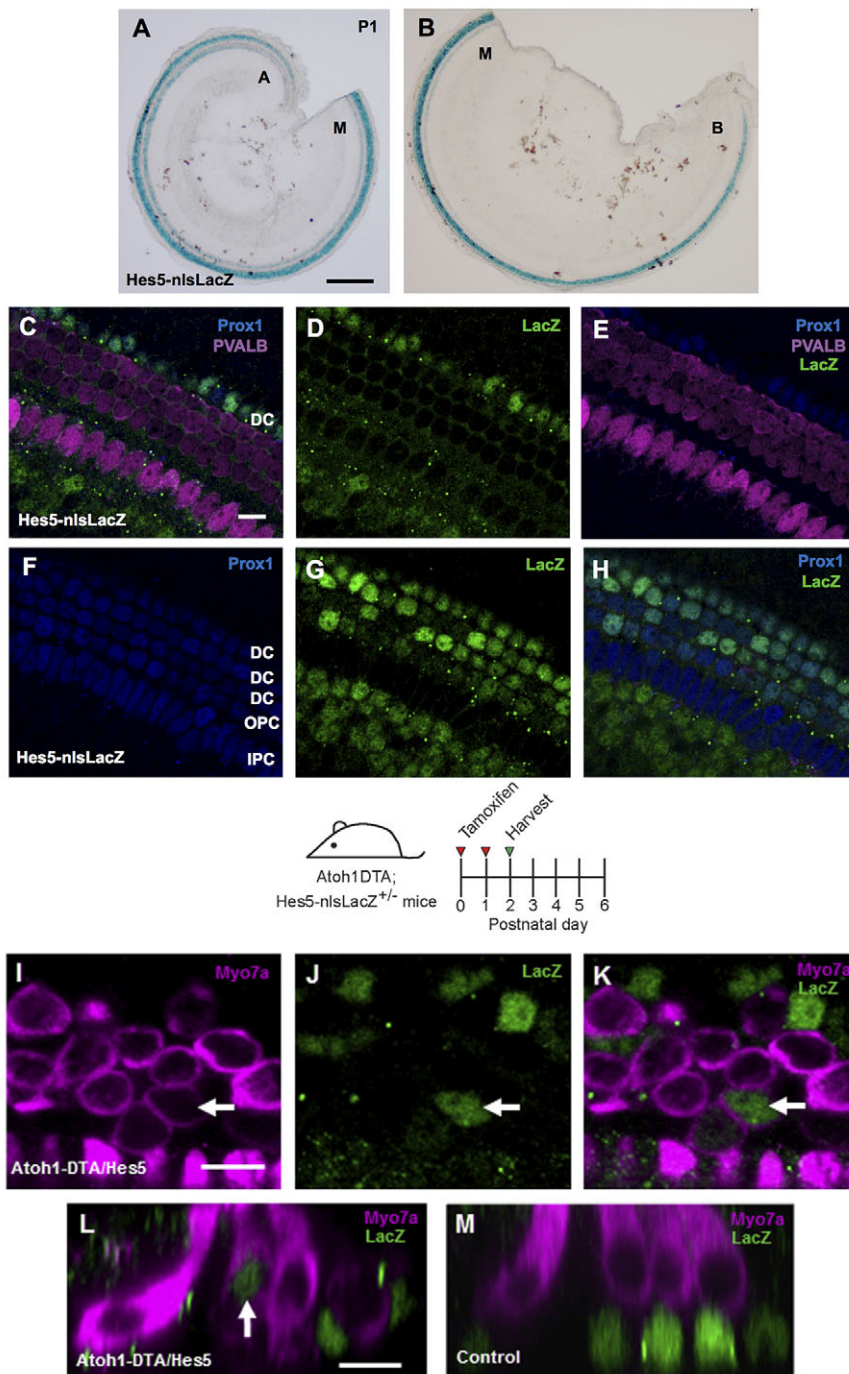 A
P1
A
M
Hes5-nlsLacZ
B
M
B
C
Prox1
PVALB
DC
Hes5-nlsLacZ
D
LacZ
E
Prox1
PVALB
LacZ
F
Prox1
DC
DC
DC
OPC
IPC
Hes5-nlsLacZ
G
LacZ
H
Prox1
LacZ
Tamoxifen
Harvest
Atoh1DTA;
Hes5-nlsLacZ+/- mice
0 1 2 3 4 5 6
Postnatal day
I
Myo7a
Atoh1-DTA/Hes5
J
LacZ
K
Myo7a
LacZ
L
Myo7a
LacZ
Atoh1-DTA/Hes5
M
Myo7a
LacZ
Control